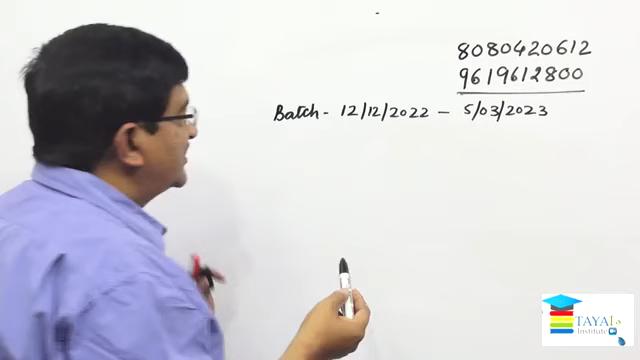 8080420612
9619612800
Batch - 12/12/2022 - 5/03/2023
TAYAL's
Institute